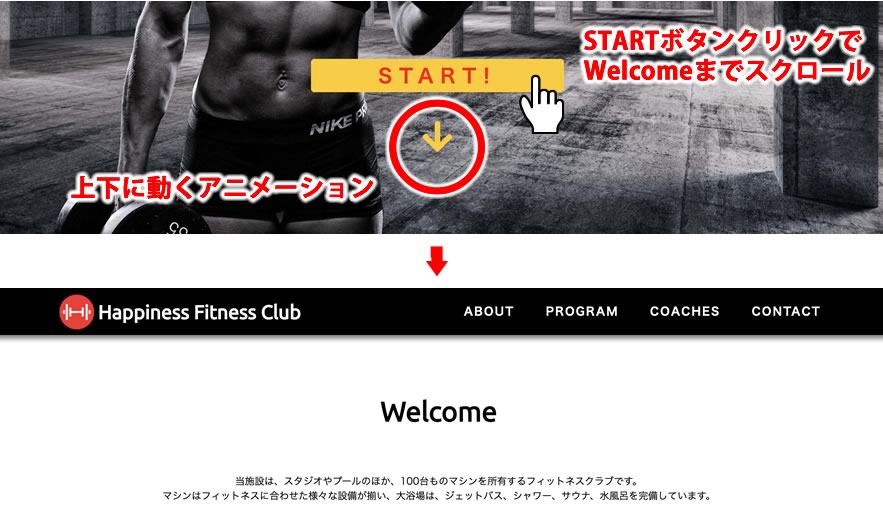 STARTボタンクリックで
Welcomeまでスクロール
START!
NIKE PR
上下に動くアニメーション
Happiness Fitness Club
ABOUT PROGRAM COACHES CONTACT
Welcome
当施設は、スタジオやプールのほか、100台ものマシンを所有するフィットネスクラブです。
マシンはフィットネスに合わせた様々な設備が揃い、大浴場は、ジェットバス、シャワー、サウナ、水風呂を完備しています。